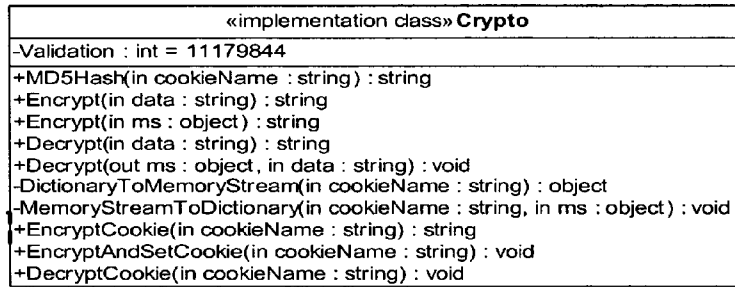 «implementation class» Crypto
-Validation : int = 11179844
+MD5Hash(in cookieName : string) : string
+Encrypt(in data : string) : string
+Encrypt(in ms : object) : string
+Decrypt(in data : string) : string
+Decrypt(out ms : object, in data : string) : void
-DictionaryToMemoryStream(in cookieName : string) : object
-MemoryStreamToDictionary(in cookieName : string, in ms : object) : void
+EncryptCookie(in cookieName : string) : string
+EncryptAndSetCookie(in cookieName : string) : void
+DecryptCookie(in cookieName : string) : void